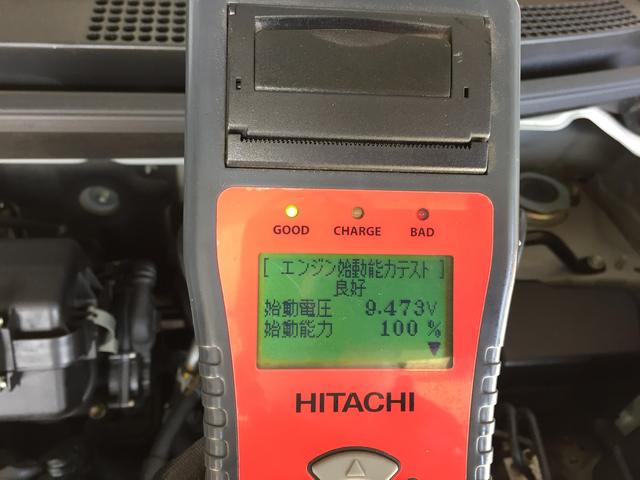 GOOD CHARGE BAD
[ エンジン始動能力テスト ]
良好
始動電圧 9.473V
始動能力 100 %
▼
HITACHI